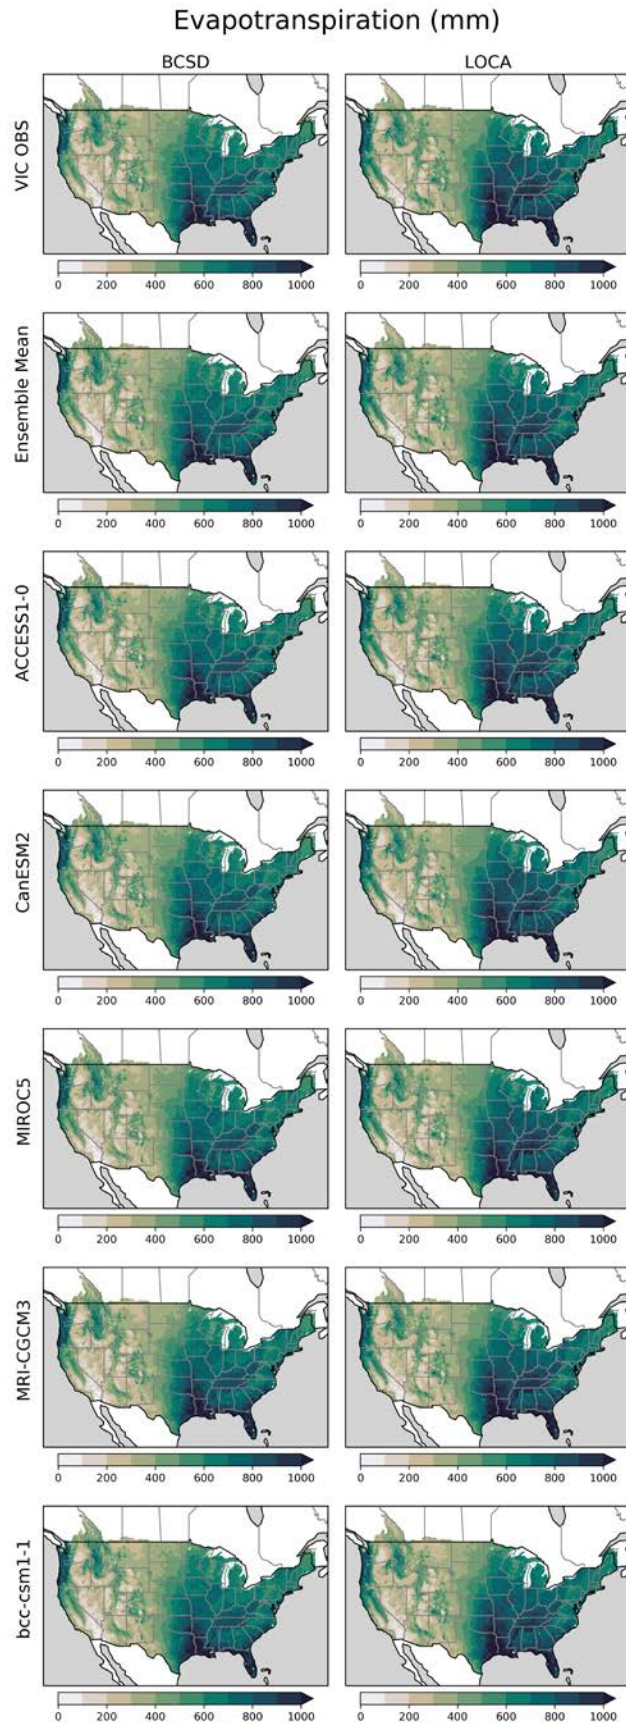 Evapotranspiration (mm)
BCSD LOCA
VIC OBS
0 200 400 600 800 1000 0 200 400 600 800 1000
Ensemble Mean
0 200 400 600 800 1000 0 200 400 600 800 1000
ACCESS1-0
0 200 400 600 800 1000 0 200 400 600 800 1000
CanESM2
0 200 400 600 800 1000 0 200 400 600 800 1000
MIROC5
0 200 400 600 800 1000 0 200 400 600 800 1000
MRI-CGCM3
0 200 400 600 800 1000 0 200 400 600 800 1000
bcc-csm1-1
0 200 400 600 800 1000 0 200 400 600 800 1000